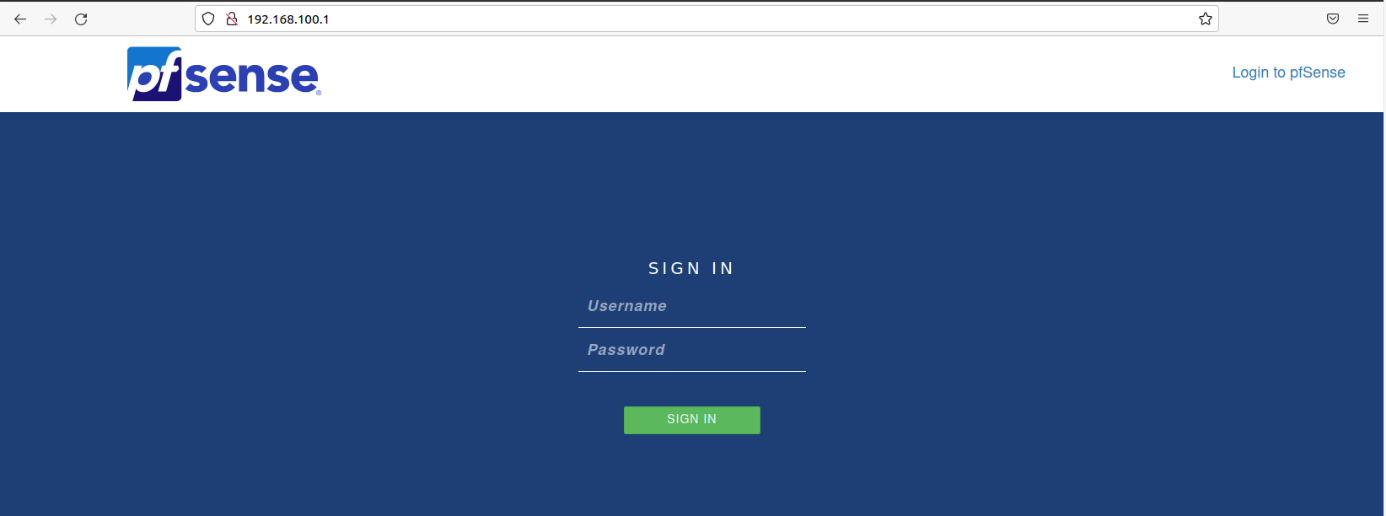 192.168.100.1
pfsense®
Login to pfSense
SIGN IN
Username
Password
SIGN IN